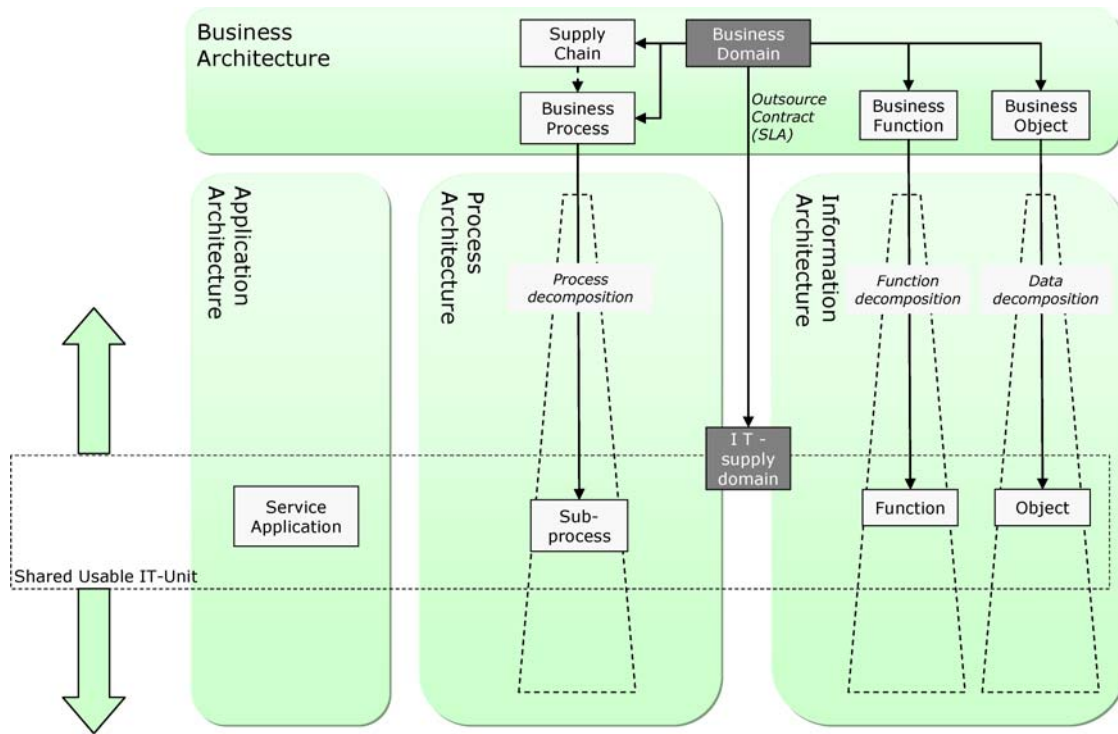 Business
Architecture
Supply
Chain
Business
Domain
Business
Process
Outsource
Contract
(SLA)
Business
Function
Business
Object
Application
Architecture
Process
Architecture
Information
Architecture
Process
decomposition
Function
decomposition
Data
decomposition
I T -
supply
domain
Service
Application
Sub-
process
Function
Object
Shared Usable IT-Unit